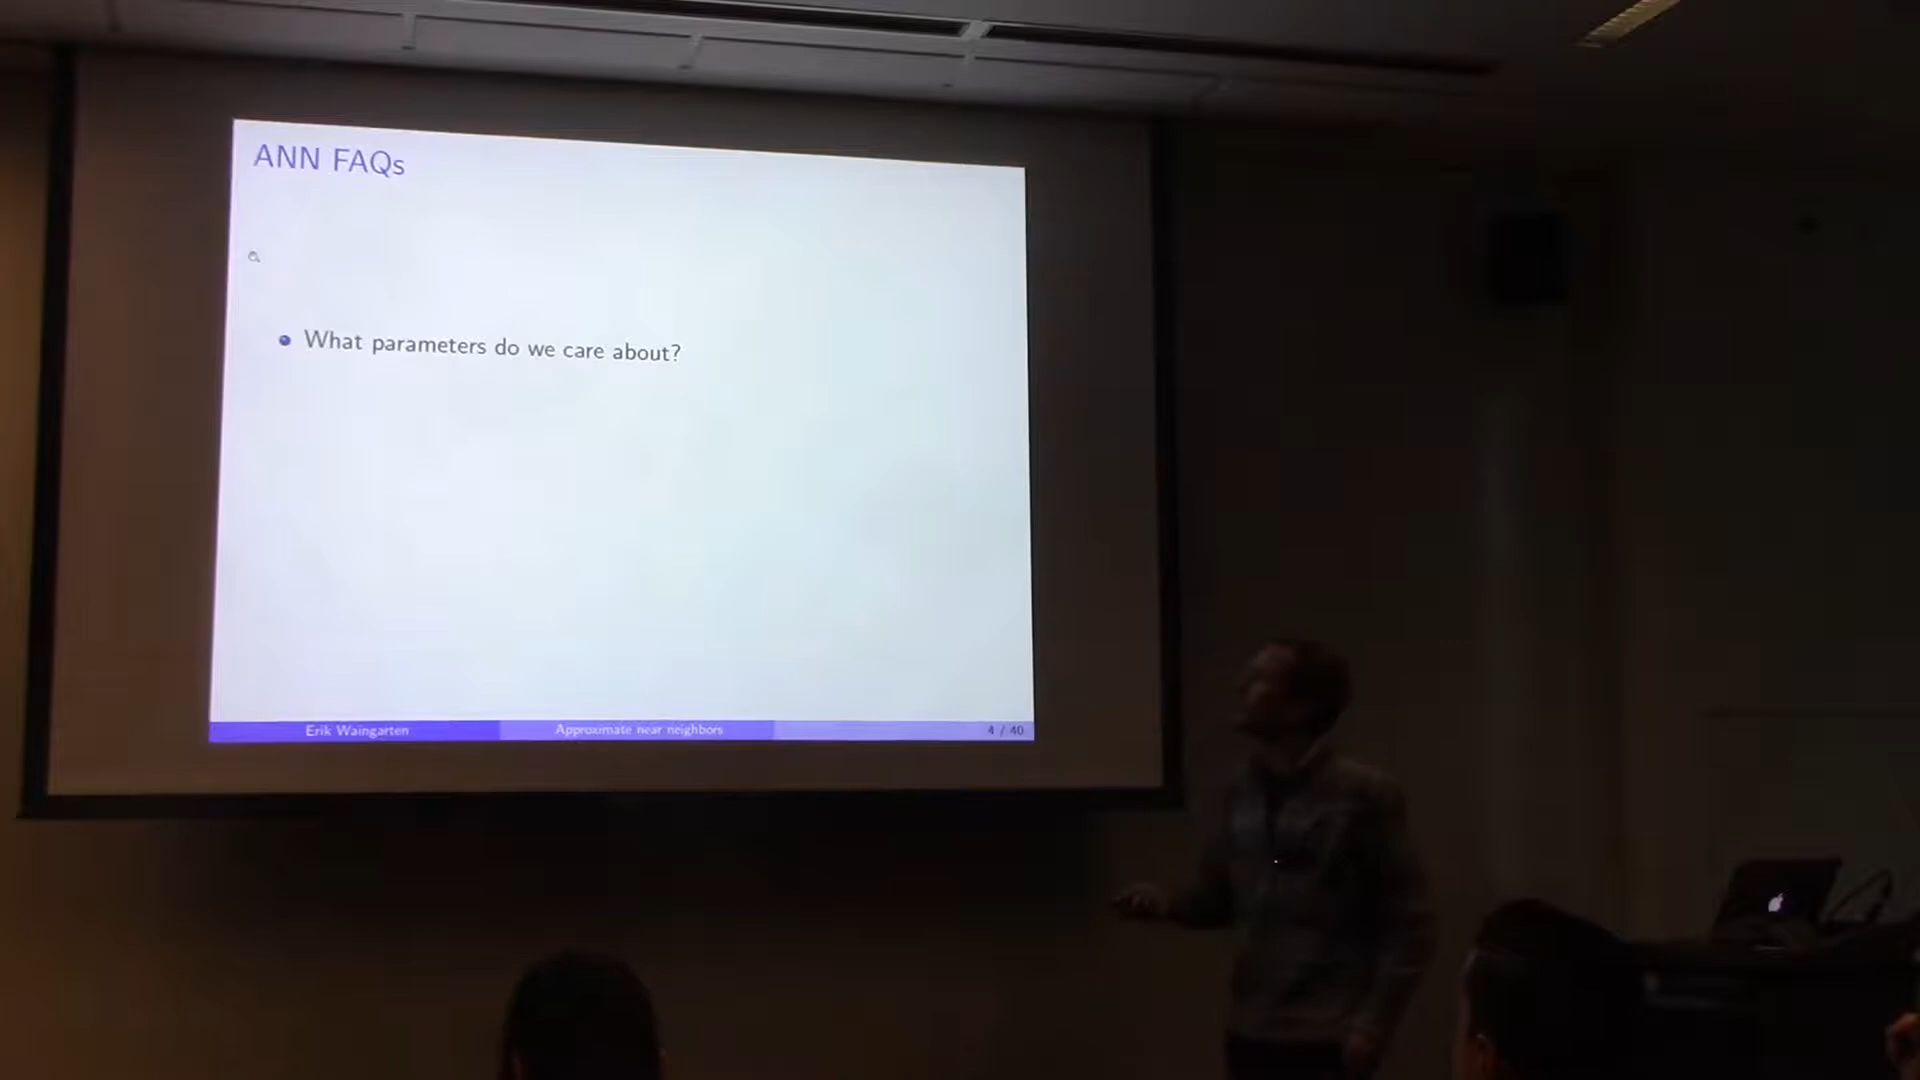 ANN FAQs
What parameters do we care about?
Erik Waingarten
Approximate near neighbors
4 / 40